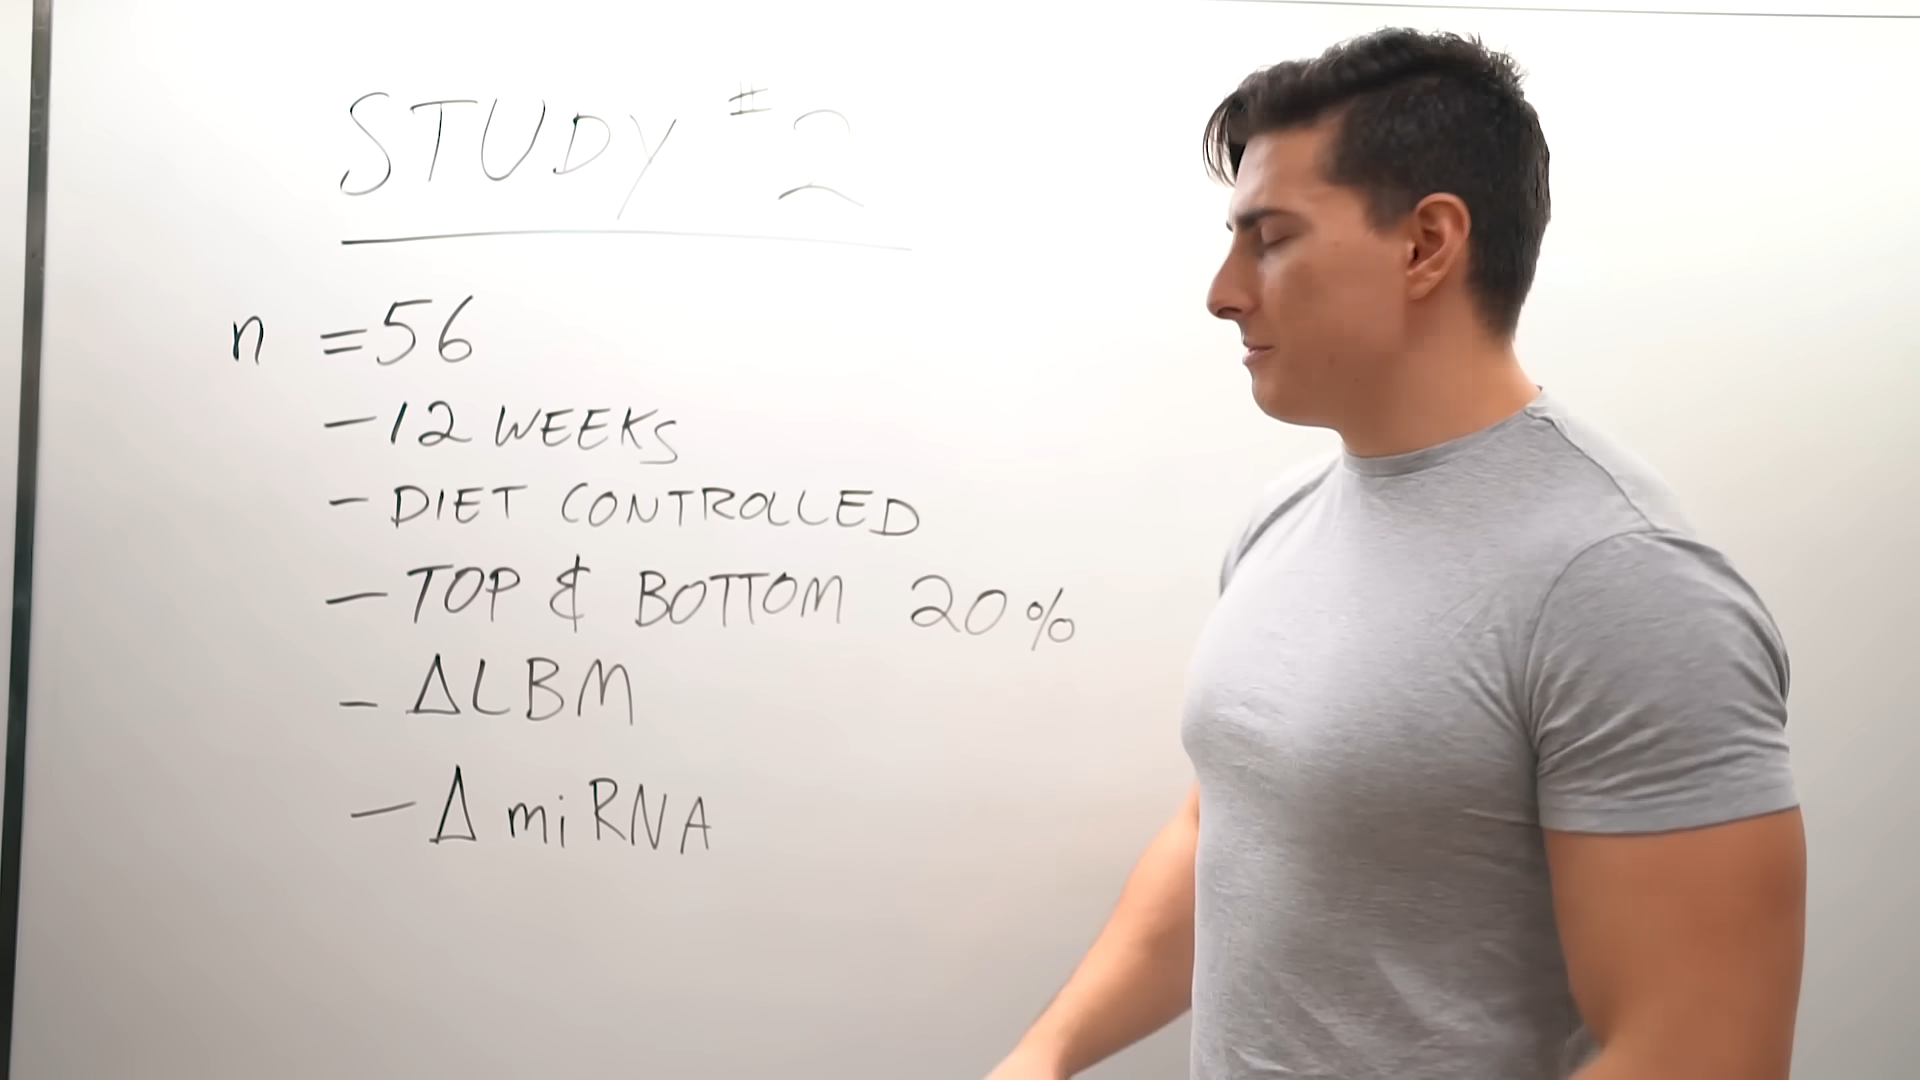 STUDY #2
n = 56
- 12 WEEKS
- DIET CONTROLLED
- TOP & BOTTOM 20%
- ΔLBM
- Δ miRNA